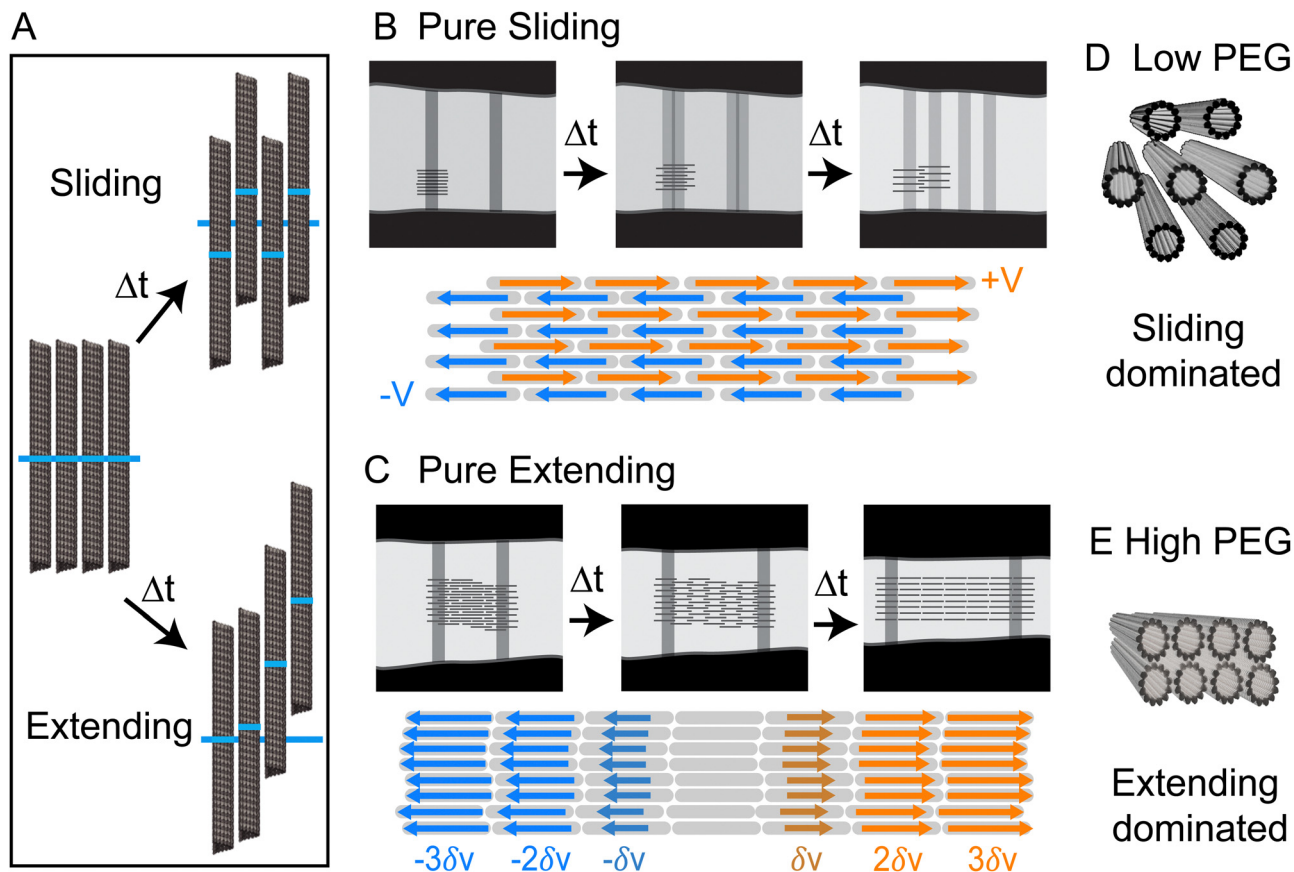 A
Sliding
Δt
Δt
Extending
B Pure Sliding
Δt
Δt
+V
-V
C Pure Extending
Δt
Δt
-3δv -2δv -δv δv 2δv 3δv
D Low PEG
Sliding
dominated
E High PEG
Extending
dominated